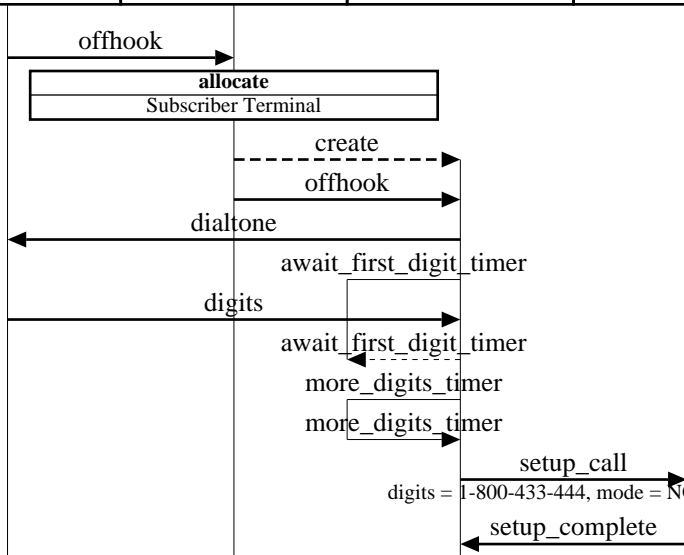 offhook
allocate
Subscriber Terminal
create
offhook
dialtone
await_first_digit_timer
digits
await_first_digit_timer
more_digits_timer
more_digits_timer
setup_call
digits = 1-800-433-444, mode =
setup_complete